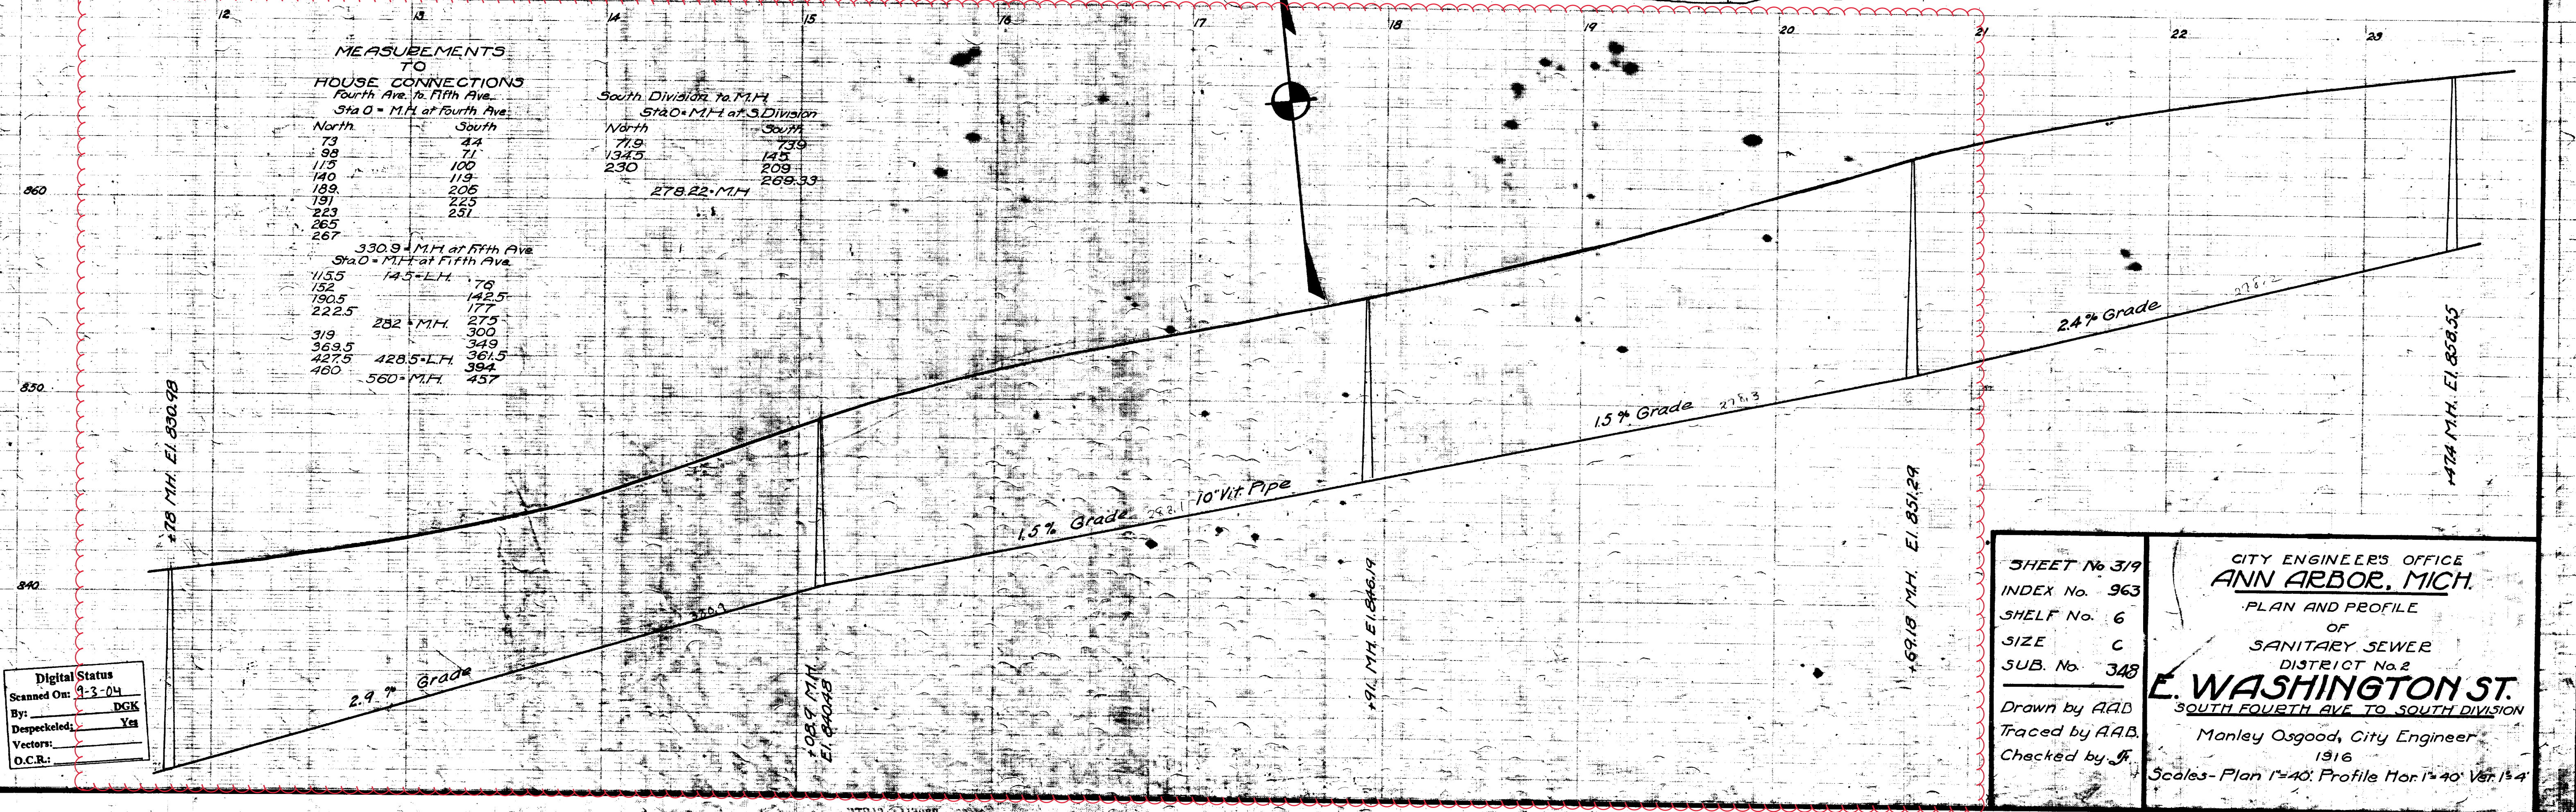 12 13 14 15 16 17 18 19 20 21 22 23
MEASUREMENTS
TO
HOUSE CONNECTIONS
Fourth Ave. to Fifth Ave.
Sta 0 = M.H. at Fourth Ave.
North South
73 44
98 71
115 100
140 119
189 206
191 225
223 251
265
267
330.9 = M.H. at Fifth Ave
Sta.0 = M.H. at Fifth Ave.
145 = L.H.
115.5 76
152 142.5
190.5 177
222.5 275
282 = M.H. 300
319 349
369.5 361.5
427.5 428.5 = L.H. 394
460 457
560 = M.H.
South Division to M.H.
Sta 0 = M.H. at S. Division
North South
71.9 73.9
134.5 145
230 209
269.33
278.22 = M.H.
860
850
840
+78 M.H. El. 830.98
2.9 % Grade
330.9
+08.9 M.H.
El. 840.48
1.5 % Grade 282.1 10" Vit. Pipe
+91 M.H. El. 846.19
1.5 % Grade 278.3
+69.18 M.H. El. 851.29
2.4 % Grade 278.2
+47.4 M.H. El. 858.55
Digital Status
Scanned On: 9-3-04
By: DGK
Despeckeled: Yes
Vectors:
O.C.R.:
SHEET No 319
INDEX No. 963
SHELF No. 6
SIZE C
SUB. No. 348
Drawn by A.A.B
Traced by A.A.B.
Checked by
CITY ENGINEER'S OFFICE
ANN ARBOR, MICH.
PLAN AND PROFILE
OF
SANITARY SEWER
DISTRICT No. 2
E. WASHINGTON ST.
SOUTH FOURTH AVE TO SOUTH DIVISION
Manley Osgood, City Engineer
1916
Scales - Plan 1"=40'. Profile Hor. 1"=40' Ver. 1"=4'